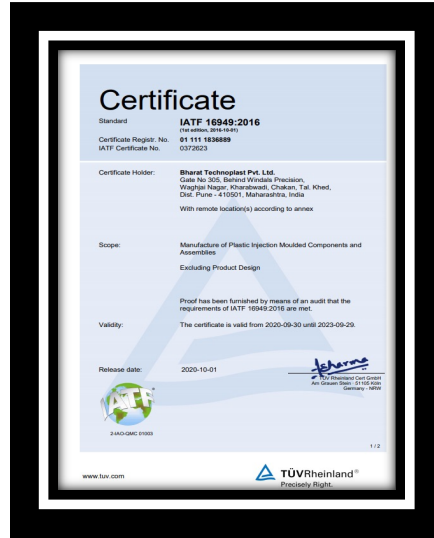 Certificate
Standard IATF 16949:2016
(1st edition, 2016-10-01)
Certificate Registr. No. 01 111 1836889
IATF Certificate No. 0372623
Certificate Holder: Bharat Technoplast Pvt. Ltd.
Gate No 305, Behind Windals Precision,
Waghjai Nagar, Kharabwadi, Chakan, Tal. Khed,
Dist. Pune - 410501, Maharashtra, India
With remote location(s) according to annex
Scope: Manufacture of Plastic Injection Moulded Components and
Assemblies
Excluding Product Design
Proof has been furnished by means of an audit that the
requirements of IATF 16949:2016 are met.
Validity: The certificate is valid from 2020-09-30 until 2023-09-29.
Release date: 2020-10-01
TÜV Rheinland Cert GmbH
Am Grauen Stein · 51105 Köln
Germany - NRW
IATF
2-IAO-QMC 01003
1 / 2
www.tuv.com
TÜVRheinland®
Precisely Right.